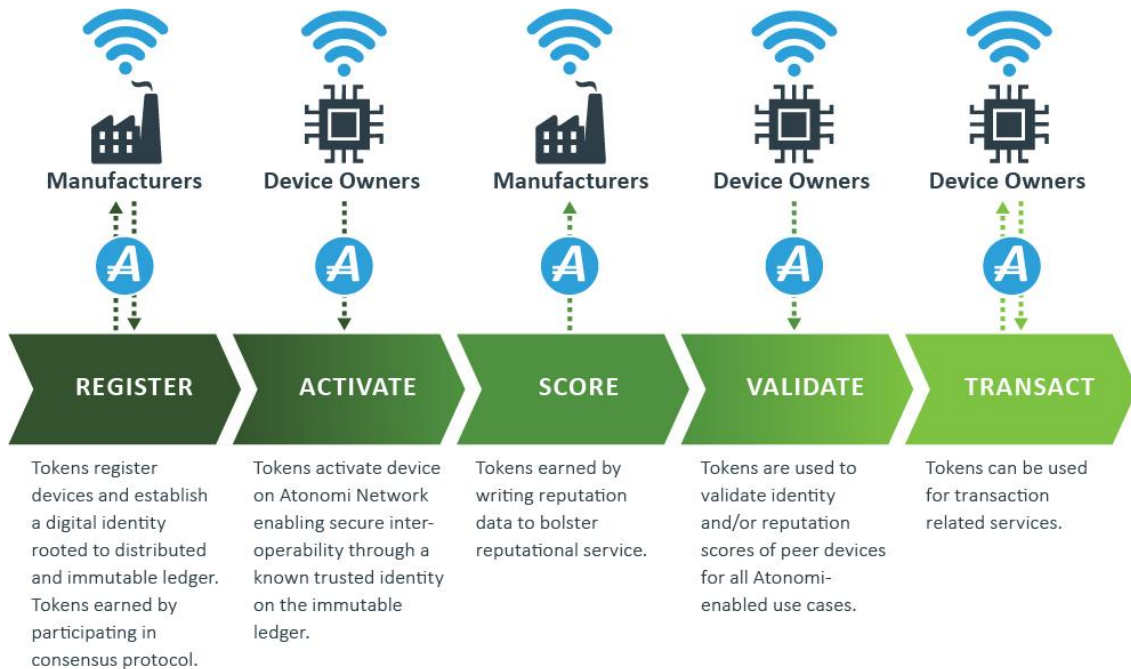 Manufacturers
Device Owners
Manufacturers
Device Owners
Device Owners
REGISTER
ACTIVATE
SCORE
VALIDATE
TRANSACT
Tokens register
devices and establish
a digital identity
rooted to distributed
and immutable ledger.
Tokens earned by
participating in
consensus protocol.
Tokens activate device
on Atonomi Network
enabling secure inter-
operability through a
known trusted identity
on the immutable
ledger.
Tokens earned by
writing reputation
data to bolster
reputational service.
Tokens are used to
validate identity
and/or reputation
scores of peer devices
for all Atonomi-
enabled use cases.
Tokens can be used
for transaction
related services.